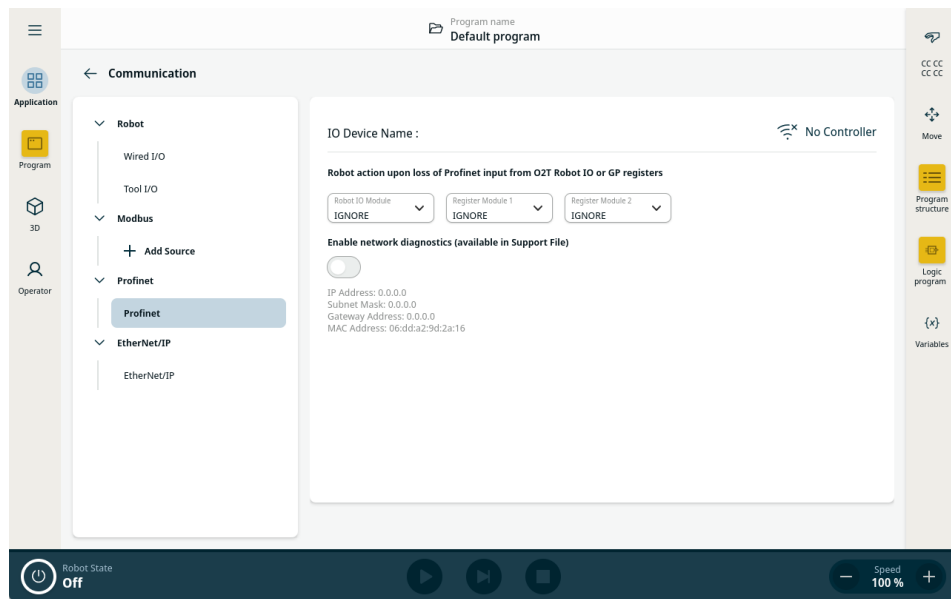 Program name
Default program
Communication
Application
Program
3D
Operator
Robot
Wired I/O
Tool I/O
Modbus
Add Source
Profinet
Profinet
EtherNet/IP
EtherNet/IP
IO Device Name :
No Controller
Robot action upon loss of Profinet input from O2T Robot IO or GP registers
Robot IO Module
IGNORE
Register Module 1
IGNORE
Register Module 2
IGNORE
Enable network diagnostics (available in Support File)
IP Address: 0.0.0.0
Subnet Mask: 0.0.0.0
Gateway Address: 0.0.0.0
MAC Address: 06:dd:a2:9d:2a:16
CC CC
CC CC
Move
Program
structure
Logic
program
{x}
Variables
Robot State
Off
Speed
100 %